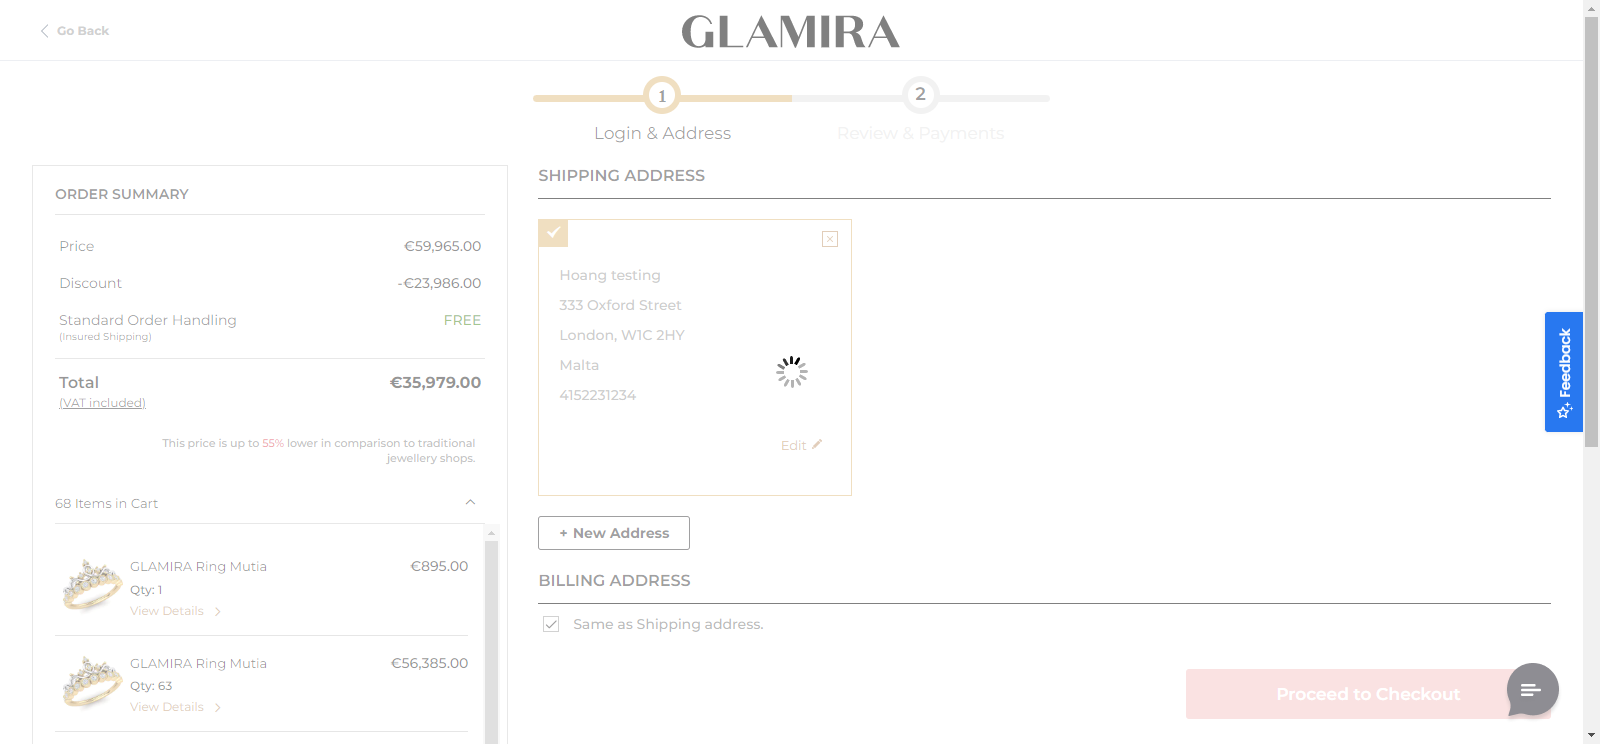 Go Back
GLAMIRA
1
2
Login & Address
Review & Payments
ORDER SUMMARY
Price €59,965.00
Discount -€23,986.00
Standard Order Handling FREE
(Insured Shipping)
Total €35,979.00
(VAT included)
This price is up to 55% lower in comparison to traditional
jewellery shops.
68 Items in Cart
GLAMIRA Ring Mutia €895.00
Qty: 1
View Details
GLAMIRA Ring Mutia €56,385.00
Qty: 63
View Details
SHIPPING ADDRESS
Hoang testing
333 Oxford Street
London, W1C 2HY
Malta
4152231234
Edit
+ New Address
BILLING ADDRESS
Same as Shipping address.
Proceed to Checkout
Feedback